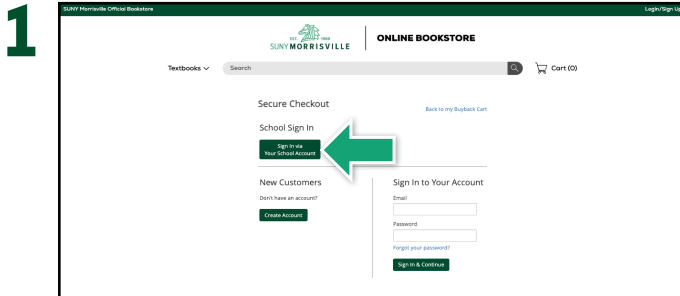 1
SUNY Morrisville Official Bookstore
Login/Sign Up
EST. 1908
SUNY MORRISVILLE
ONLINE BOOKSTORE
Textbooks
Search
Cart (0)
Secure Checkout
Back to my Buyback Cart
School Sign In
Sign in via
Your School Account
New Customers
Don't have an account?
Create Account
Sign In to Your Account
Email
Password
Forgot your password?
Sign In & Continue